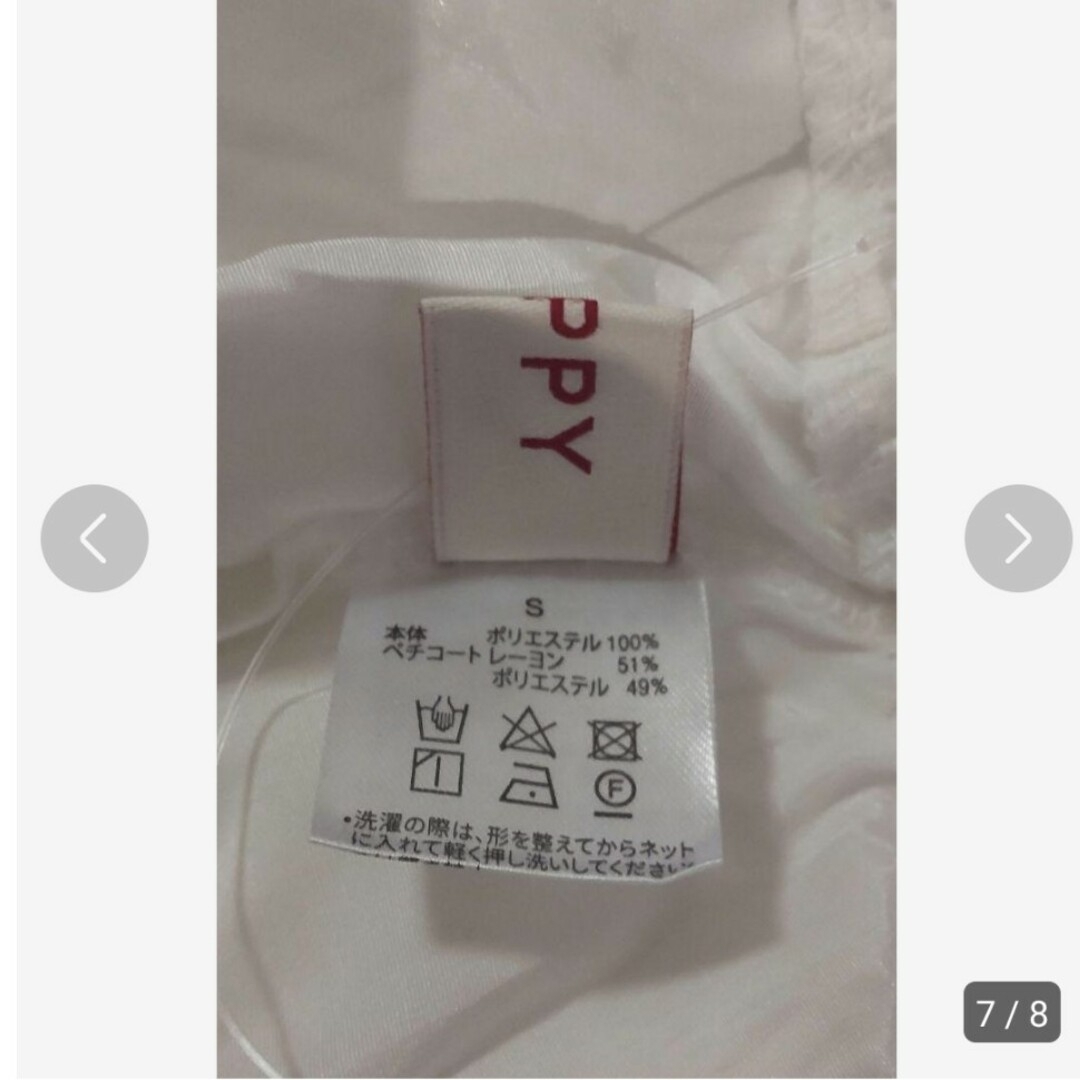 PPY
S
本体 ポリエステル 100%
ペチコート レーヨン 51%
ポリエステル 49%
F
•洗濯の際は、形を整えてからネット
に入れて軽く押し洗いしてください
7 / 8